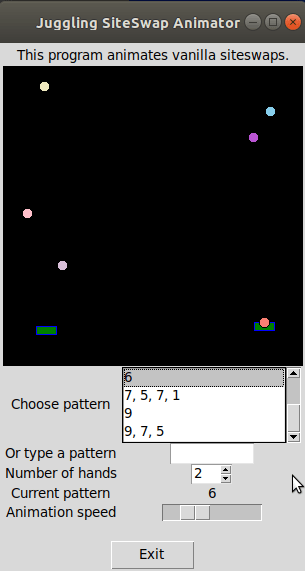 Juggling SiteSwap Animator
This program animates vanilla siteswaps.
Choose pattern
6
7, 5, 7, 1
9
9, 7, 5
Or type a pattern
Number of hands 2
Current pattern 6
Animation speed
Exit